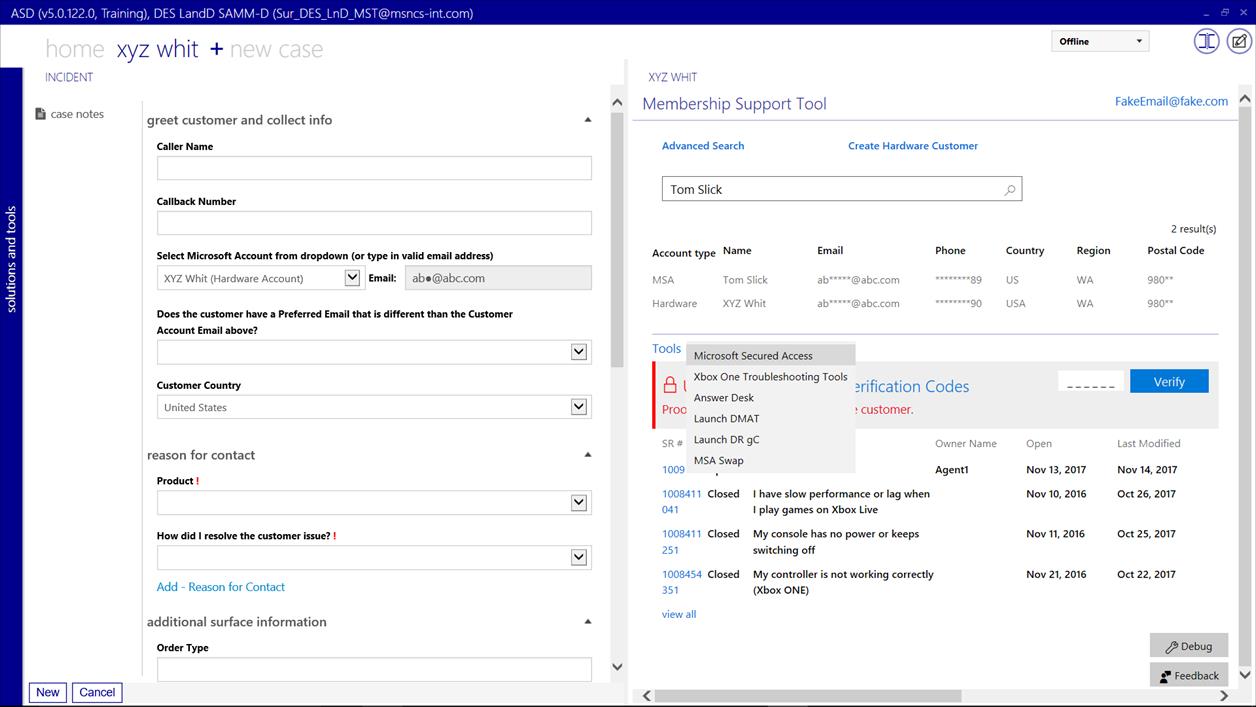 ASD (v5.0.122.0, Training), DES LandD SAMM-D (Sur_DES_LnD_MST@msncs-int.com)
home xyz whit + new case
Offline
solutions and tools
INCIDENT
case notes
greet customer and collect info
Caller Name
Callback Number
Select Microsoft Account from dropdown (or type in valid email address)
XYZ Whit (Hardware Account) Email: ab●@abc.com
Does the customer have a Preferred Email that is different than the Customer
Account Email above?
Customer Country
United States
reason for contact
Product !
How did I resolve the customer issue? !
Add - Reason for Contact
additional surface information
Order Type
New Cancel
XYZ WHIT
Membership Support Tool FakeEmail@fake.com
Advanced Search Create Hardware Customer
Tom Slick
2 result(s)
Account type Name Email Phone Country Region Postal Code
MSA Tom Slick ab*****@abc.com ********89 US WA 980**
Hardware XYZ Whit ab*****@abc.com ********90 USA WA 980**
Tools
Microsoft Secured Access
Xbox One Troubleshooting Tools
Answer Desk
Launch DMAT
Launch DR gC
MSA Swap
erification Codes ______ Verify
Proo e customer.
SR # Owner Name Open Last Modified
1009 Agent1 Nov 13, 2017 Nov 14, 2017
1008411 Closed I have slow performance or lag when Nov 10, 2016 Oct 26, 2017
041 I play games on Xbox Live
1008411 Closed My console has no power or keeps Nov 11, 2016 Oct 25, 2017
251 switching off
1008454 Closed My controller is not working correctly Nov 21, 2016 Oct 22, 2017
351 (Xbox ONE)
view all
Debug
Feedback